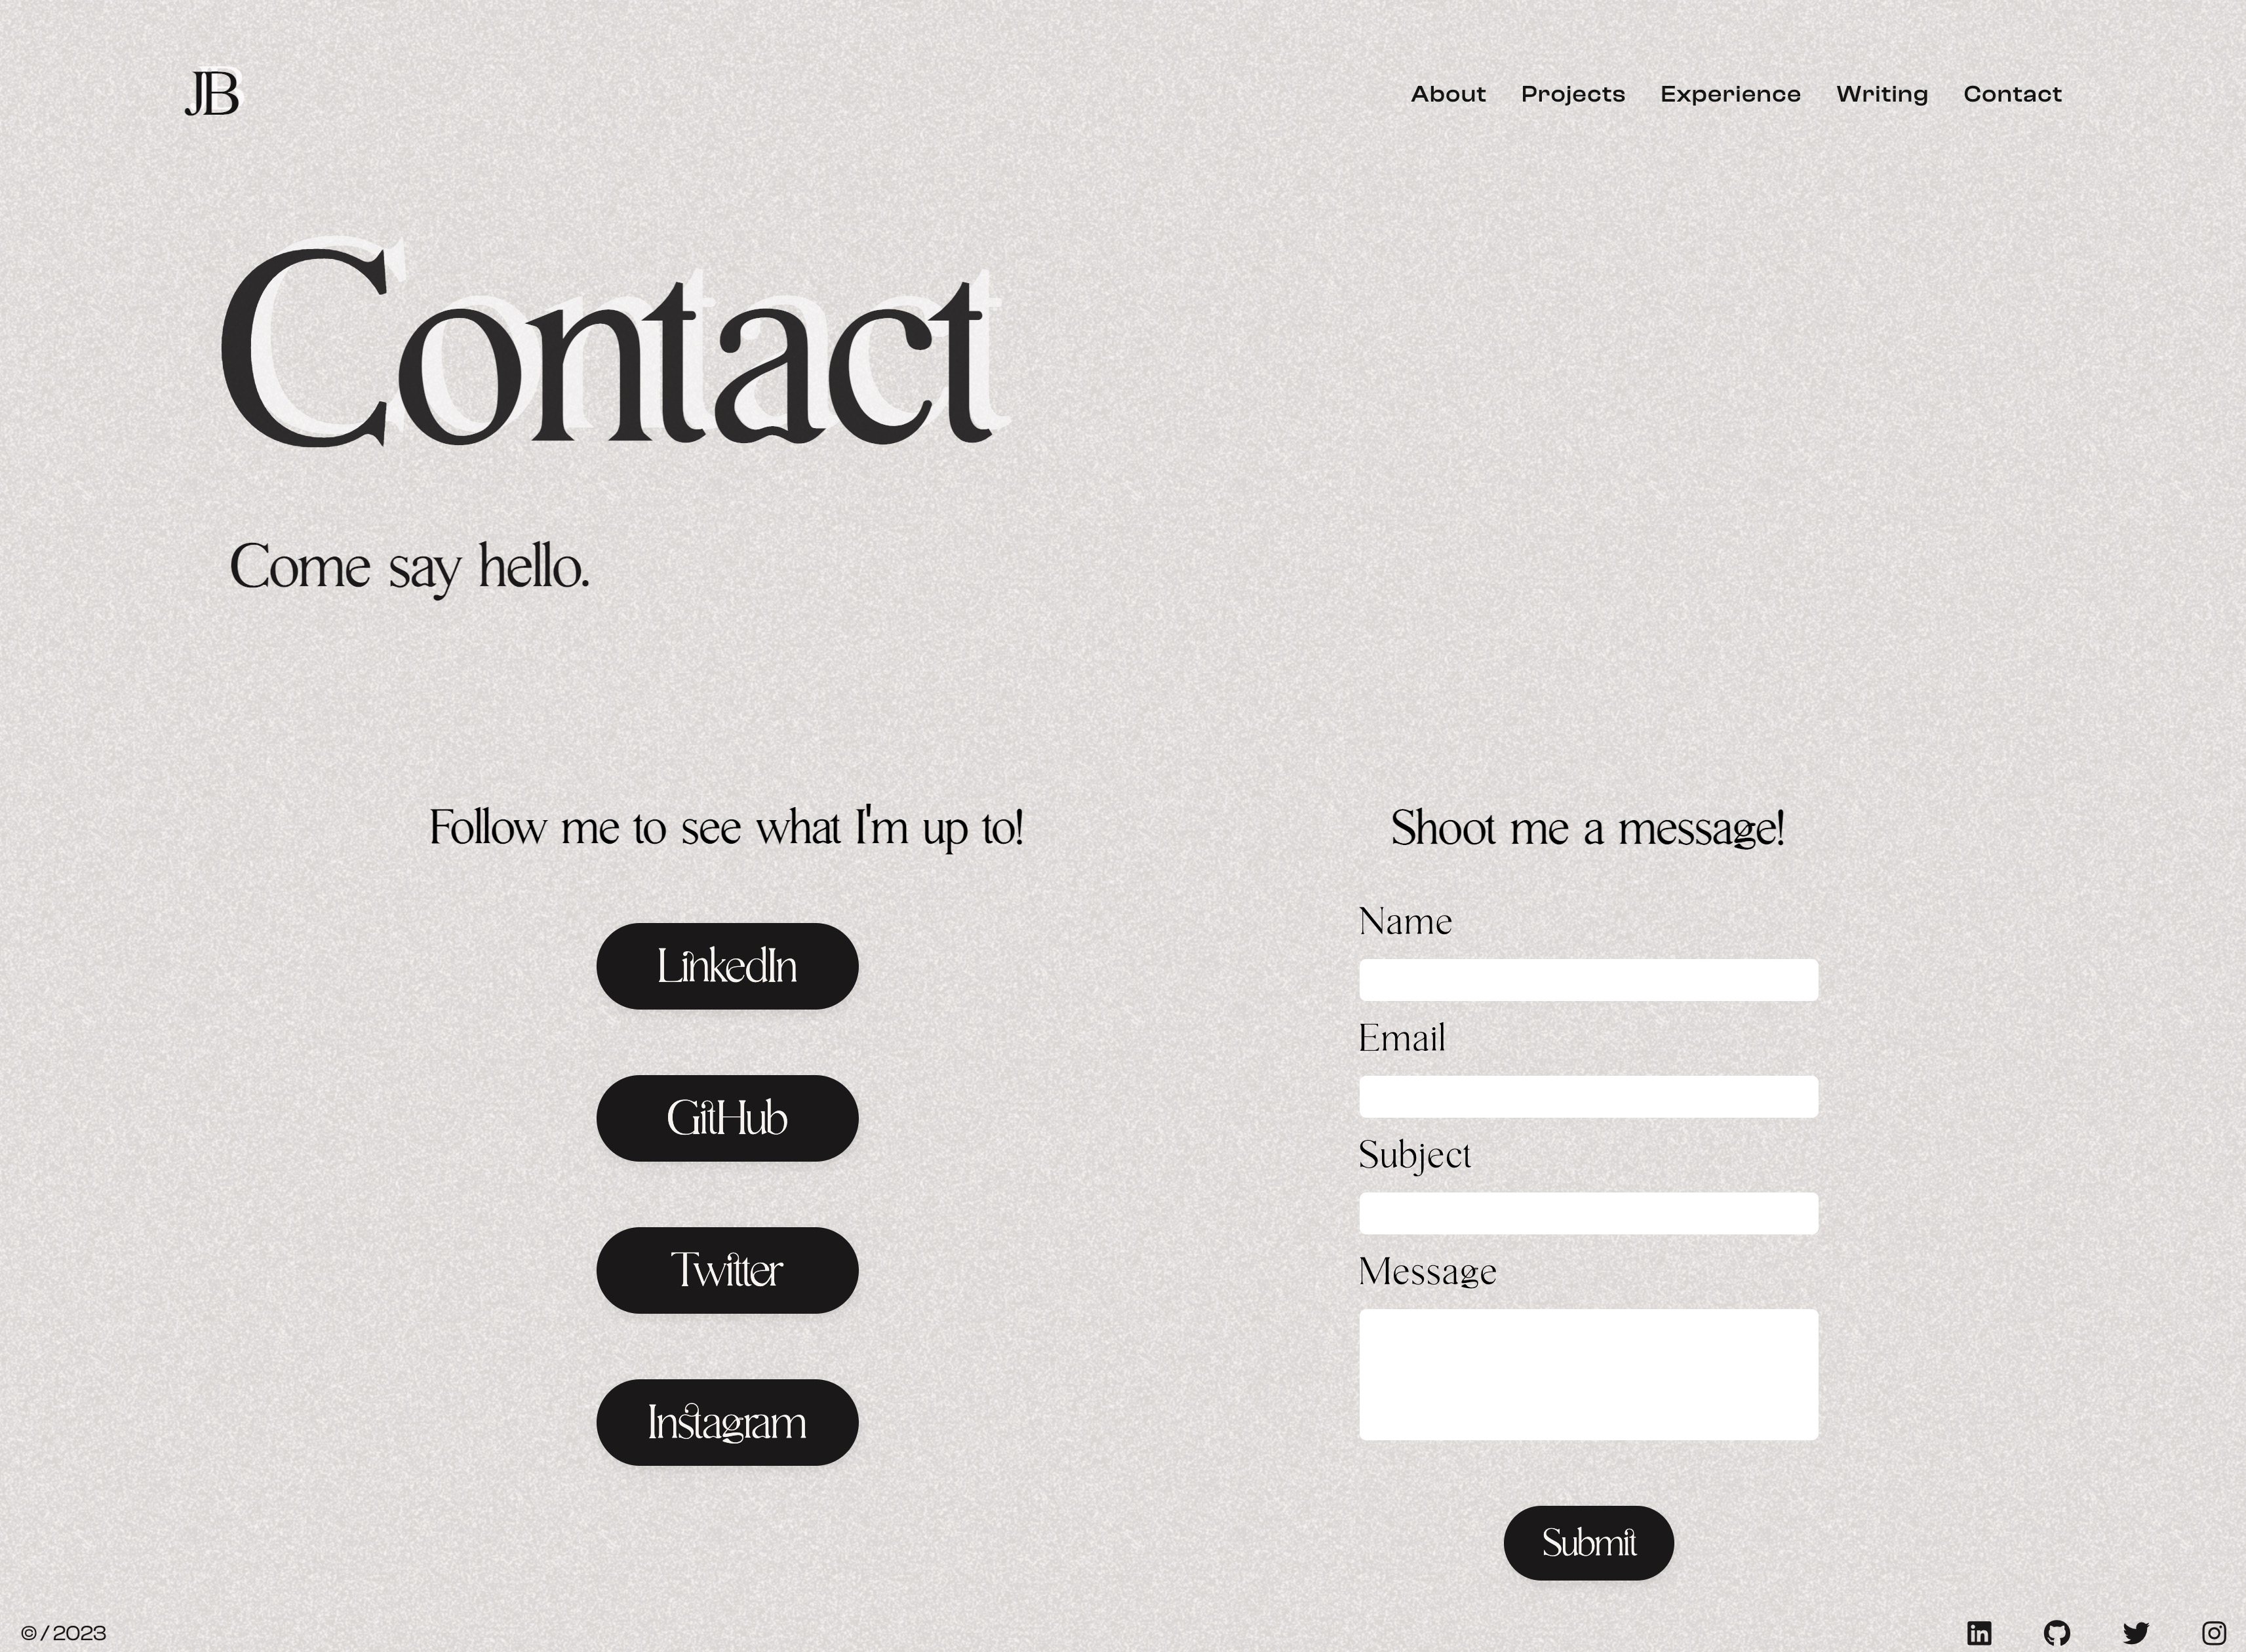 JB
About Projects Experience Writing Contact
Contact
Come say hello.
Follow me to see what I'm up to!
LinkedIn
GitHub
Twitter
Instagram
Shoot me a message!
Name
Email
Subject
Message
Submit
© / 2023